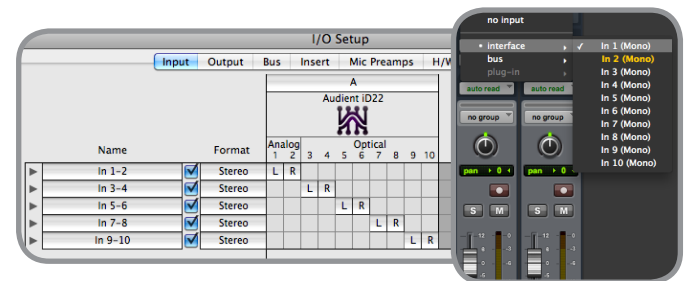 I/O Setup
Input Output Bus Insert Mic Preamps H/W
A
Audient iD22
Analog Optical
Name Format 1 2 3 4 5 6 7 8 9 10
In 1-2 Stereo L R
In 3-4 Stereo L R
In 5-6 Stereo L R
In 7-8 Stereo L R
In 9-10 Stereo L R
no input
• interface ✓ In 1 (Mono)
bus In 2 (Mono)
plug-in In 3 (Mono)
In 4 (Mono)
In 5 (Mono)
In 6 (Mono)
In 7 (Mono)
In 8 (Mono)
In 9 (Mono)
In 10 (Mono)
auto read auto read
no group no group
pan 0 pan 0
S M S M
12 0 12 0